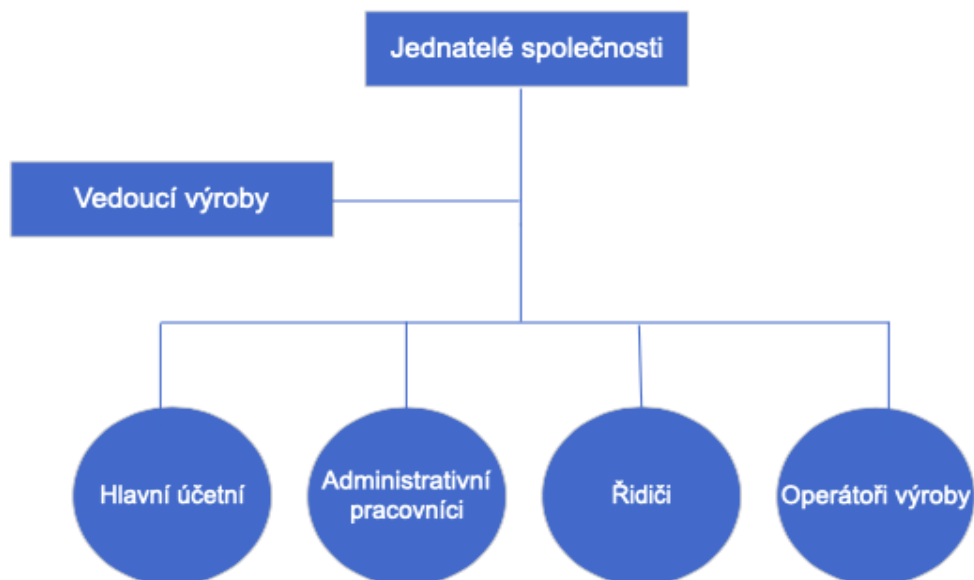 Jednatelé společnosti
Vedoucí výroby
Hlavní účetní
Administrativní
pracovníci
Řidiči
Operátoři výroby